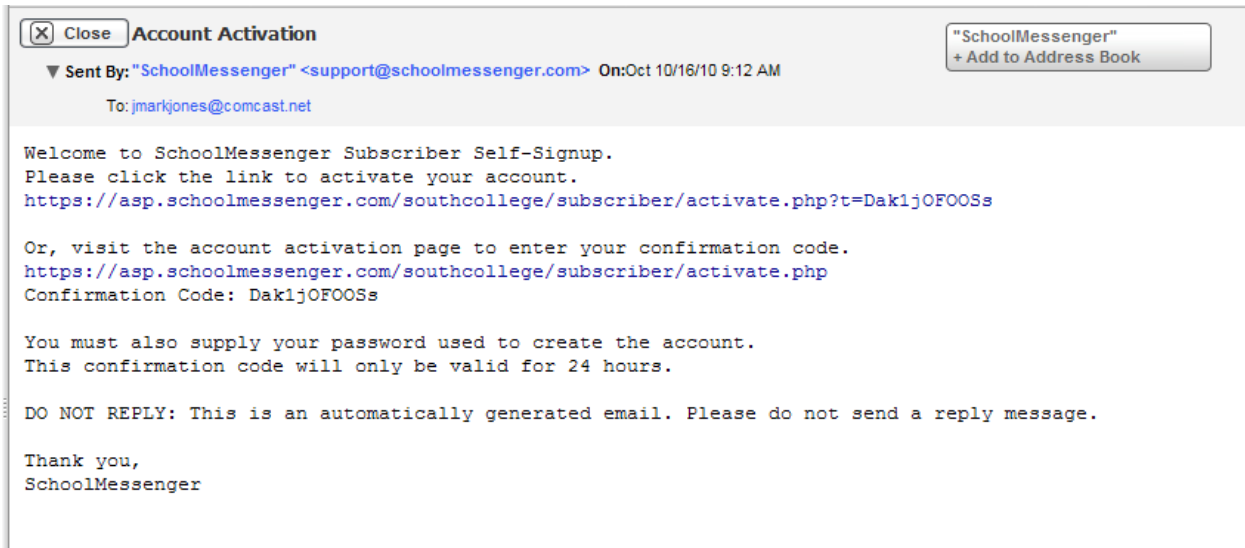 X Close Account Activation
"SchoolMessenger"
+ Add to Address Book
Sent By: "SchoolMessenger" <support@schoolmessenger.com> On:Oct 10/16/10 9:12 AM
To: jmarkjones@comcast.net
Welcome to SchoolMessenger Subscriber Self-Signup.
Please click the link to activate your account.
https://asp.schoolmessenger.com/southcollege/subscriber/activate.php?t=Dak1jOFOOSs
Or, visit the account activation page to enter your confirmation code.
https://asp.schoolmessenger.com/southcollege/subscriber/activate.php
Confirmation Code: Dak1jOFOOSs
You must also supply your password used to create the account.
This confirmation code will only be valid for 24 hours.
DO NOT REPLY: This is an automatically generated email. Please do not send a reply message.
Thank you,
SchoolMessenger